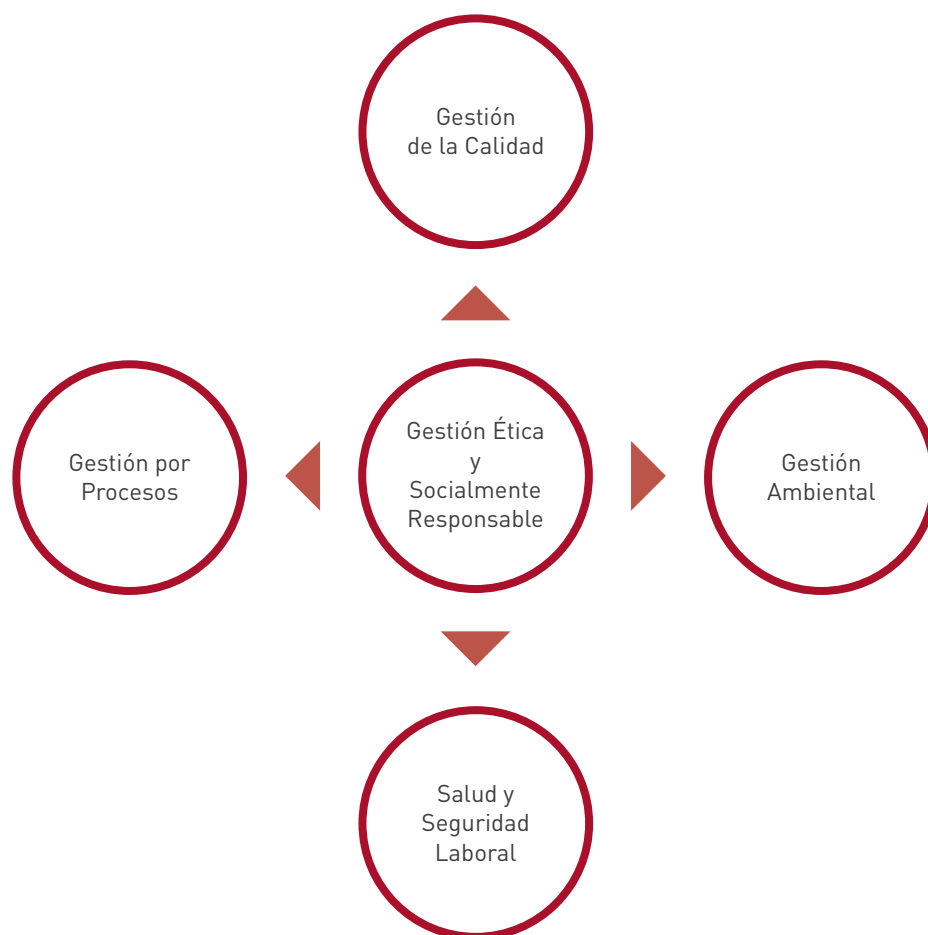 Gestión
de la Calidad
Gestión por
Procesos
Gestión Ética
y
Socialmente
Responsable
Gestión
Ambiental
Salud y
Seguridad
Laboral